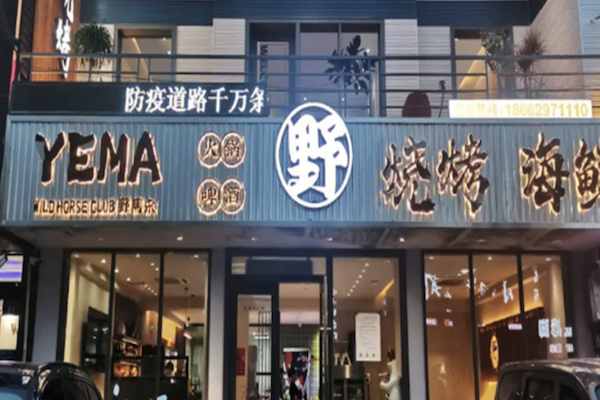 防疫道路千万条
18662971110
YEMA
WILD HORSE CLUB 野馬乐
火锅
啤酒
野
烧烤 海鲜